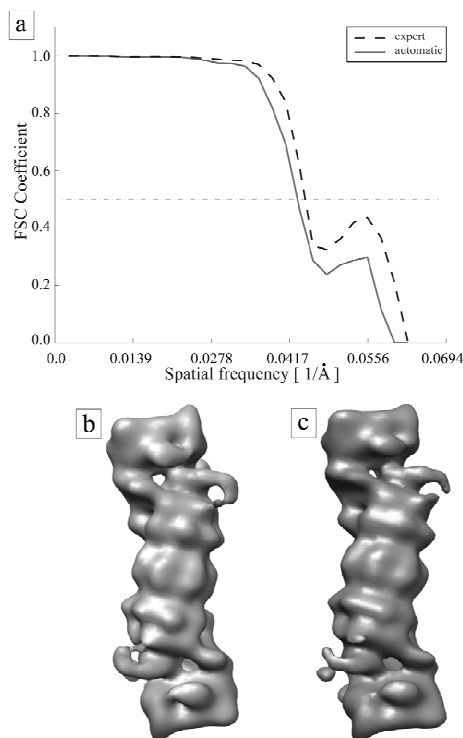 a
expert
automatic
FSC Coefficient
1.0
0.8
0.6
0.4
0.2
0.0
0.0 0.0139 0.0278 0.0417 0.0556 0.0694
Spatial frequency [ 1/Å ]
b
c